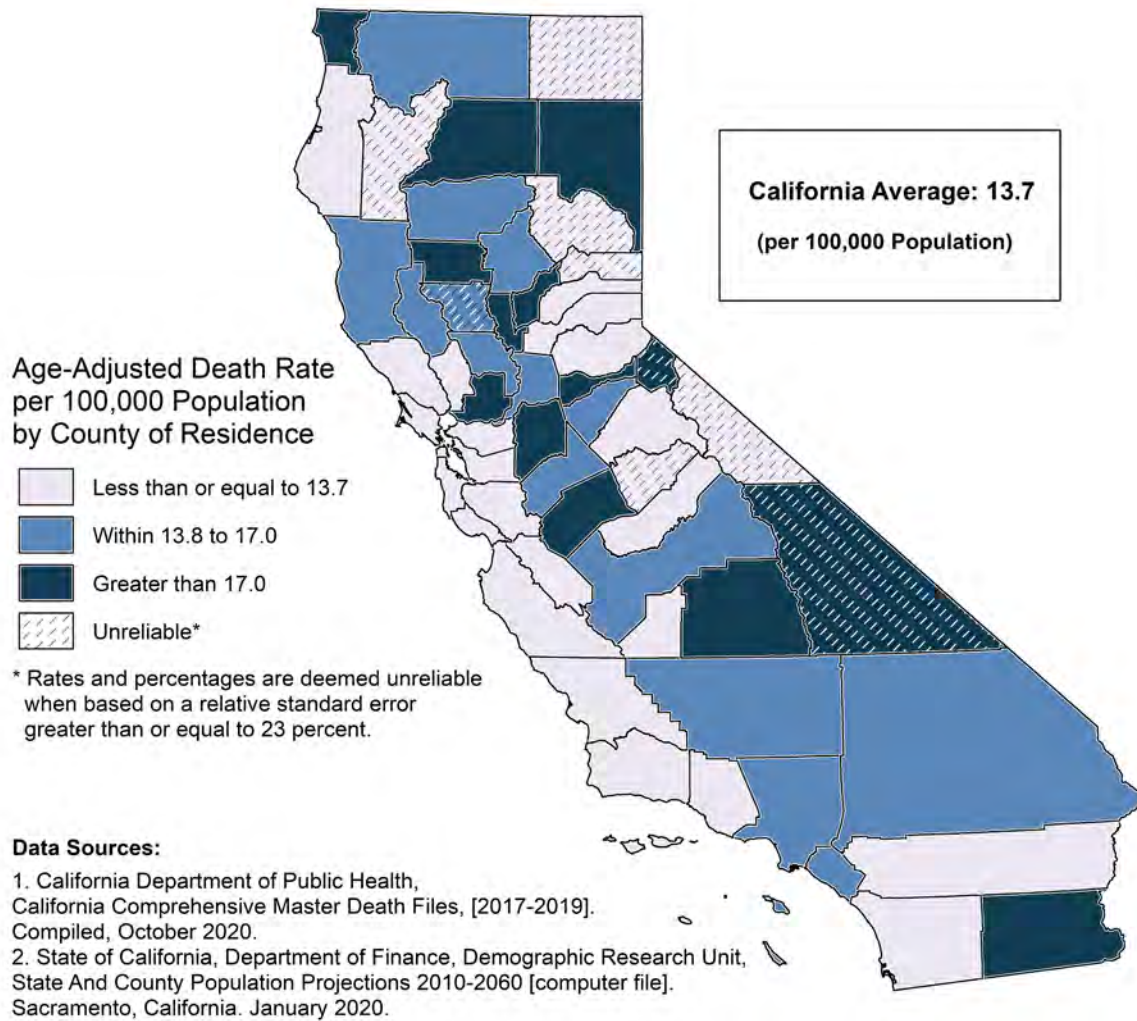 California Average: 13.7
(per 100,000 Population)
Age-Adjusted Death Rate
per 100,000 Population
by County of Residence
Less than or equal to 13.7
Within 13.8 to 17.0
Greater than 17.0
Unreliable*
* Rates and percentages are deemed unreliable
when based on a relative standard error
greater than or equal to 23 percent.
Data Sources:
1. California Department of Public Health,
California Comprehensive Master Death Files, [2017-2019].
Compiled, October 2020.
2. State of California, Department of Finance, Demographic Research Unit,
State And County Population Projections 2010-2060 [computer file].
Sacramento, California. January 2020.